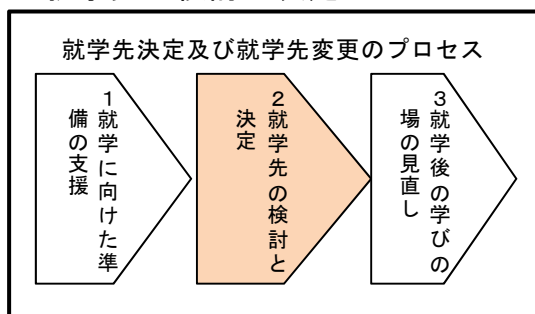 就学先決定及び就学先変更のプロセス
１就学に向けた準
備の支援
２就学先の検討と
決定
３就学後の学びの
場の見直し